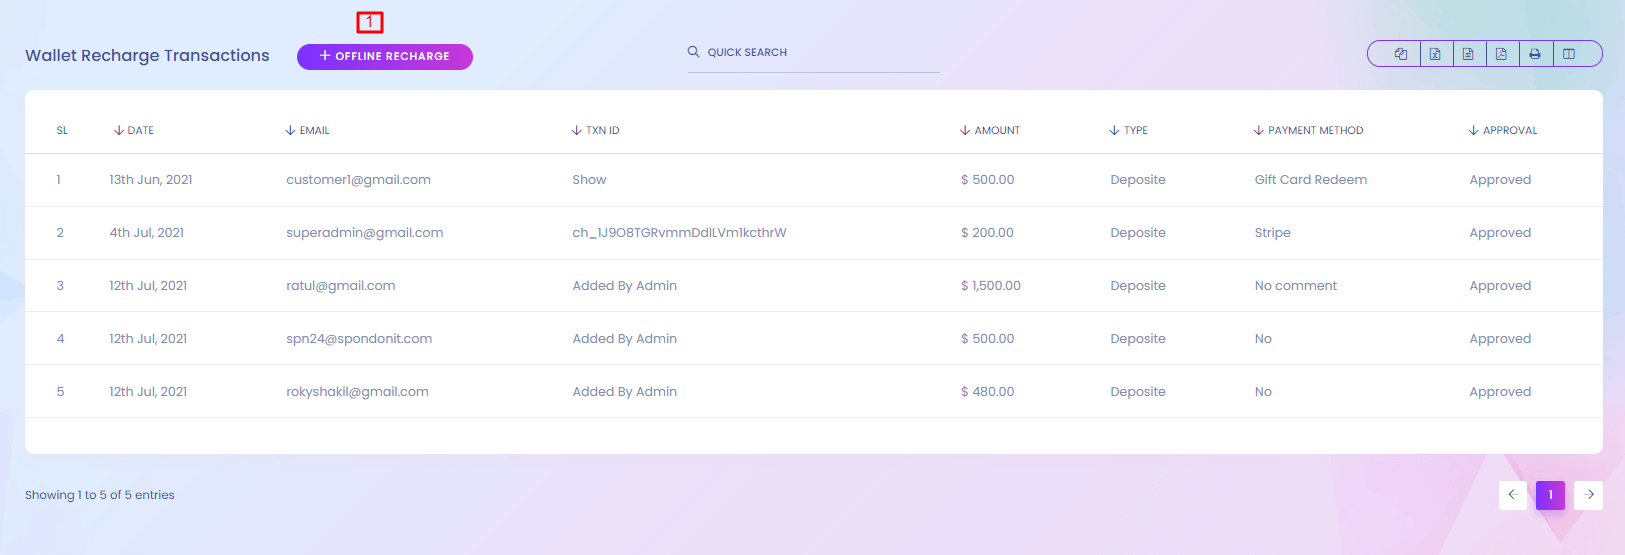 1
Wallet Recharge Transactions + OFFLINE RECHARGE QUICK SEARCH
SL DATE EMAIL TXN ID AMOUNT TYPE PAYMENT METHOD APPROVAL
1 13th Jun, 2021 customer1@gmail.com Show $ 500.00 Deposite Gift Card Redeem Approved
2 4th Jul, 2021 superadmin@gmail.com ch_1J9O8TGRvmmDdlLVm1kcthrW $ 200.00 Deposite Stripe Approved
3 12th Jul, 2021 ratul@gmail.com Added By Admin $ 1,500.00 Deposite No comment Approved
4 12th Jul, 2021 spn24@spondonit.com Added By Admin $ 500.00 Deposite No Approved
5 12th Jul, 2021 rokyshakil@gmail.com Added By Admin $ 480.00 Deposite No Approved
Showing 1 to 5 of 5 entries 1